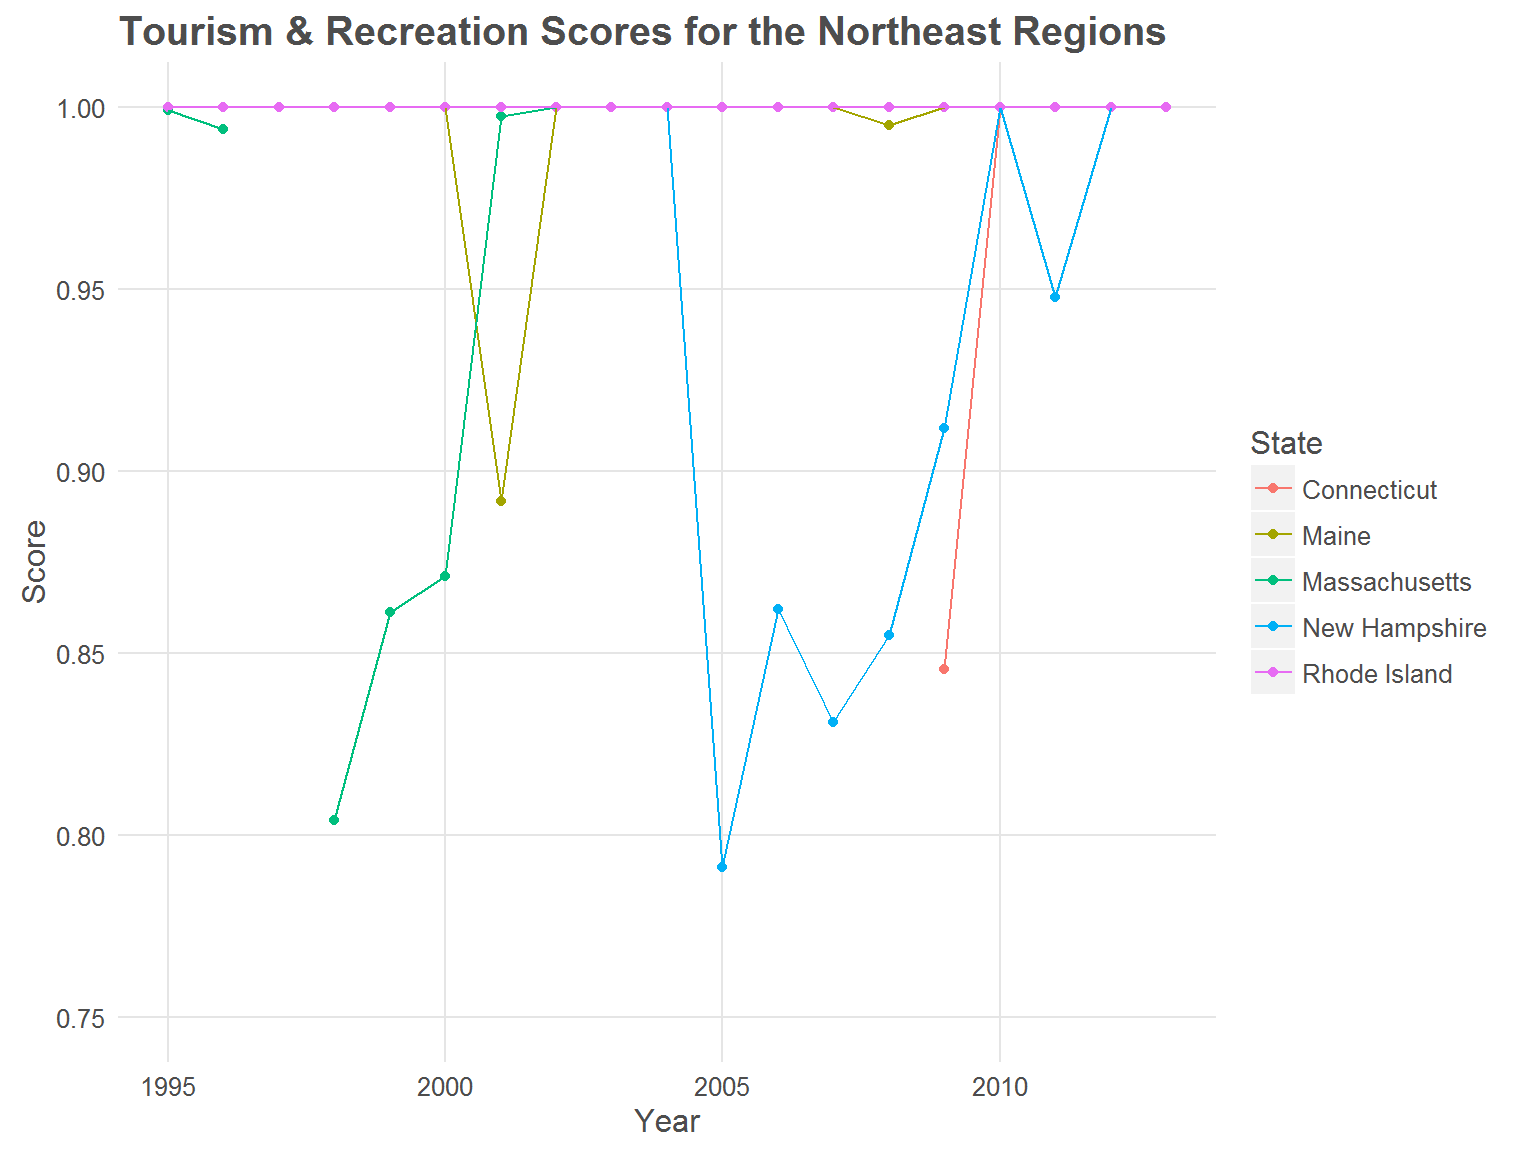 Tourism & Recreation Scores for the Northeast Regions
1.00
0.95
0.90
0.85
0.80
0.75
Score
1995 2000 2005 2010
Year
State
Connecticut
Maine
Massachusetts
New Hampshire
Rhode Island